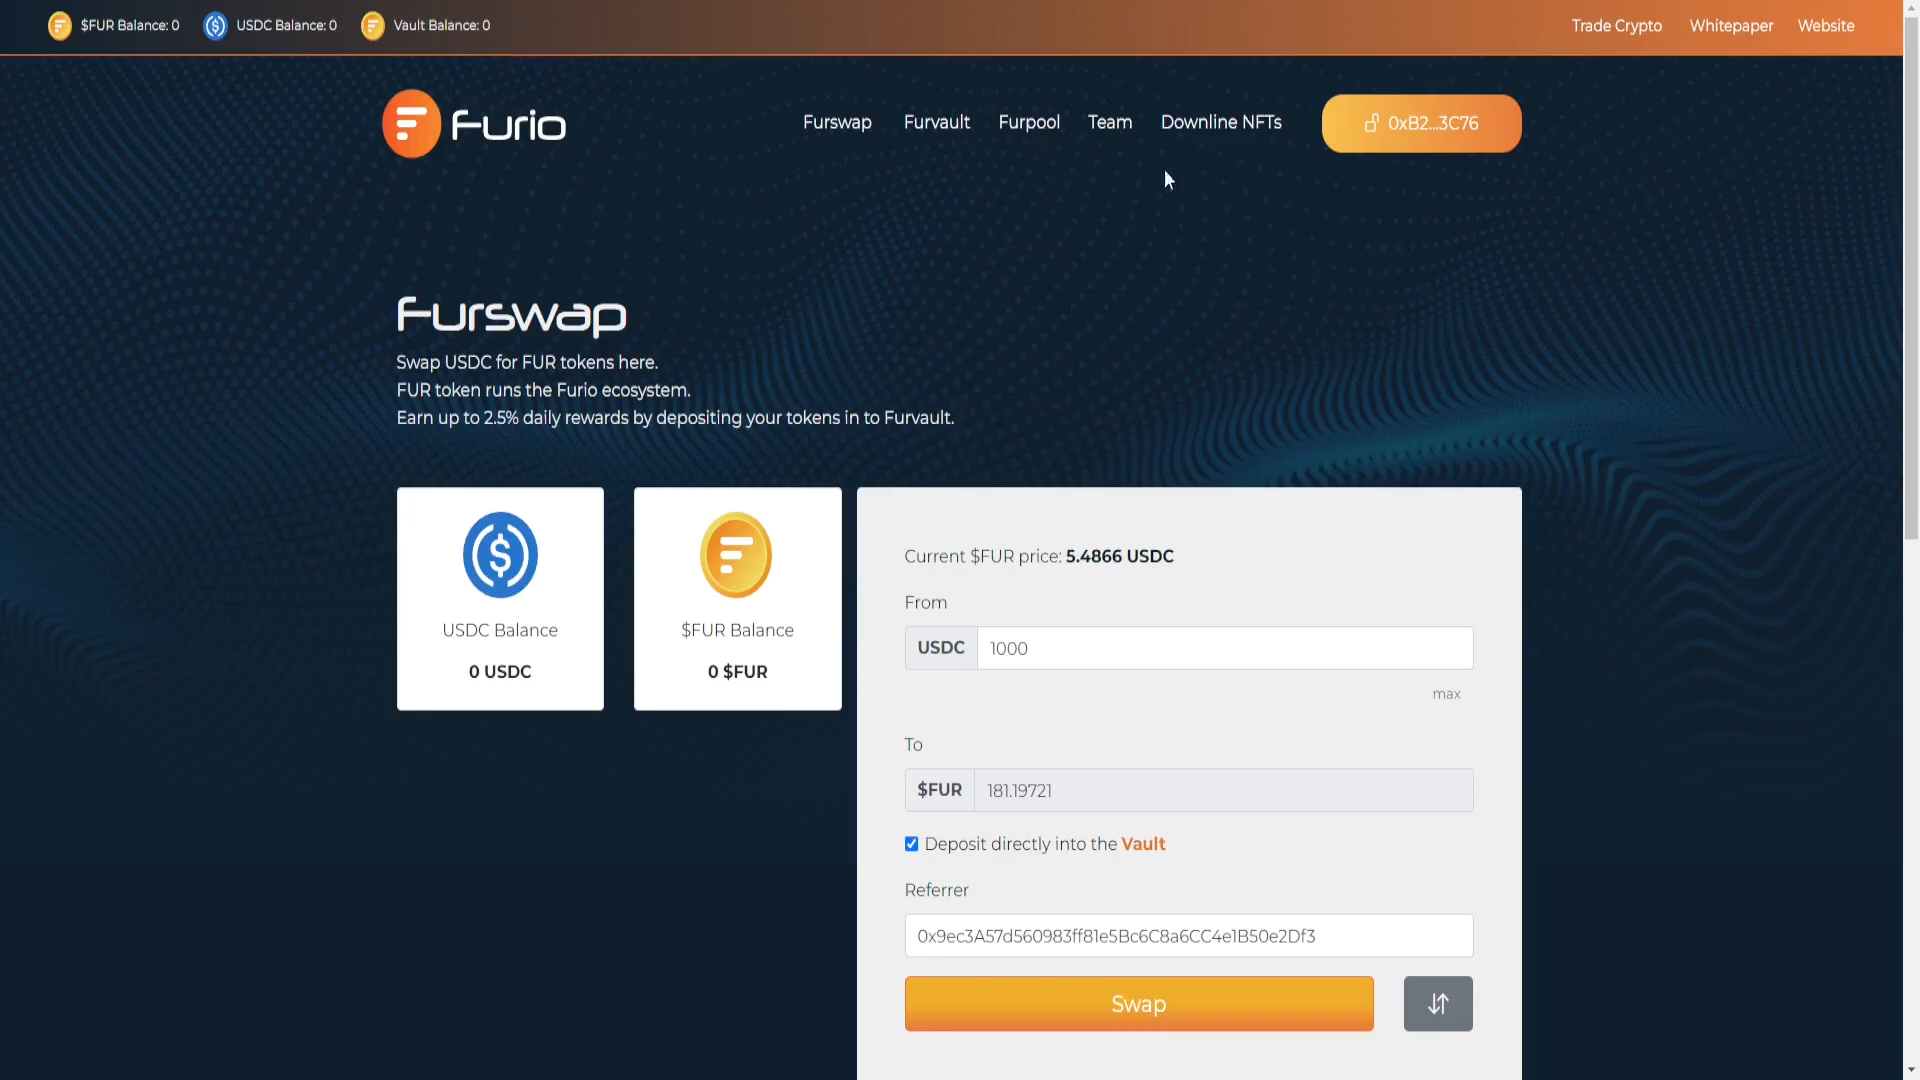 $FUR Balance: 0 USDC Balance: 0 Vault Balance: 0 Trade Crypto Whitepaper Website
Furio Furswap Furvault Furpool Team Downline NFTs 0xB2...3C76
Furswap
Swap USDC for FUR tokens here.
FUR token runs the Furio ecosystem.
Earn up to 2.5% daily rewards by depositing your tokens in to Furvault.
USDC Balance
0 USDC
$FUR Balance
0 $FUR
Current $FUR price: 5.4866 USDC
From
USDC 1000
max
To
$FUR 181.19721
Deposit directly into the Vault
Referrer
0x9ec3A57d560983ff81e5Bc6C8a6CC4e1B50e2Df3
Swap